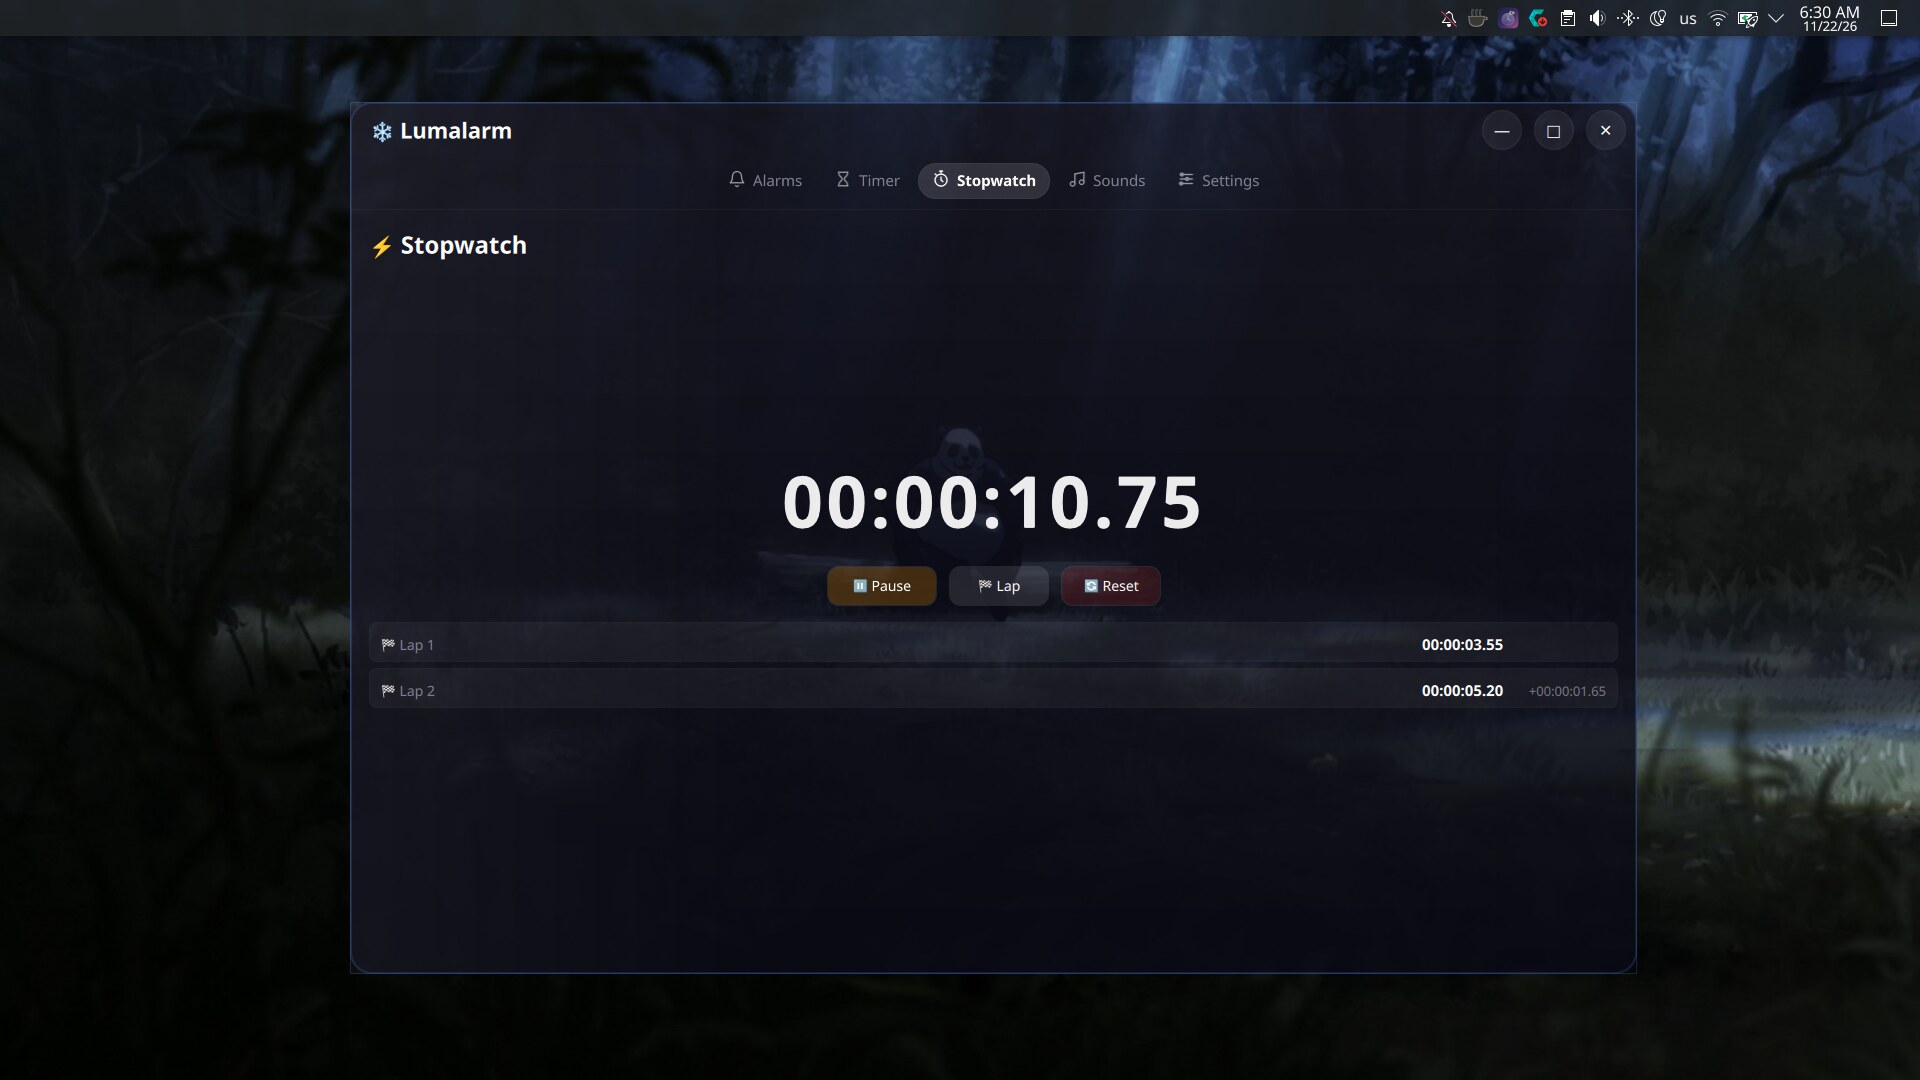 us
6:30 AM
11/22/26
❄️ Lumalarm
Alarms Timer Stopwatch Sounds Settings
⚡ Stopwatch
00:00:10.75
⏸️ Pause 🏁 Lap 🔄 Reset
🏁 Lap 1 00:00:03.55
🏁 Lap 2 00:00:05.20 +00:00:01.65